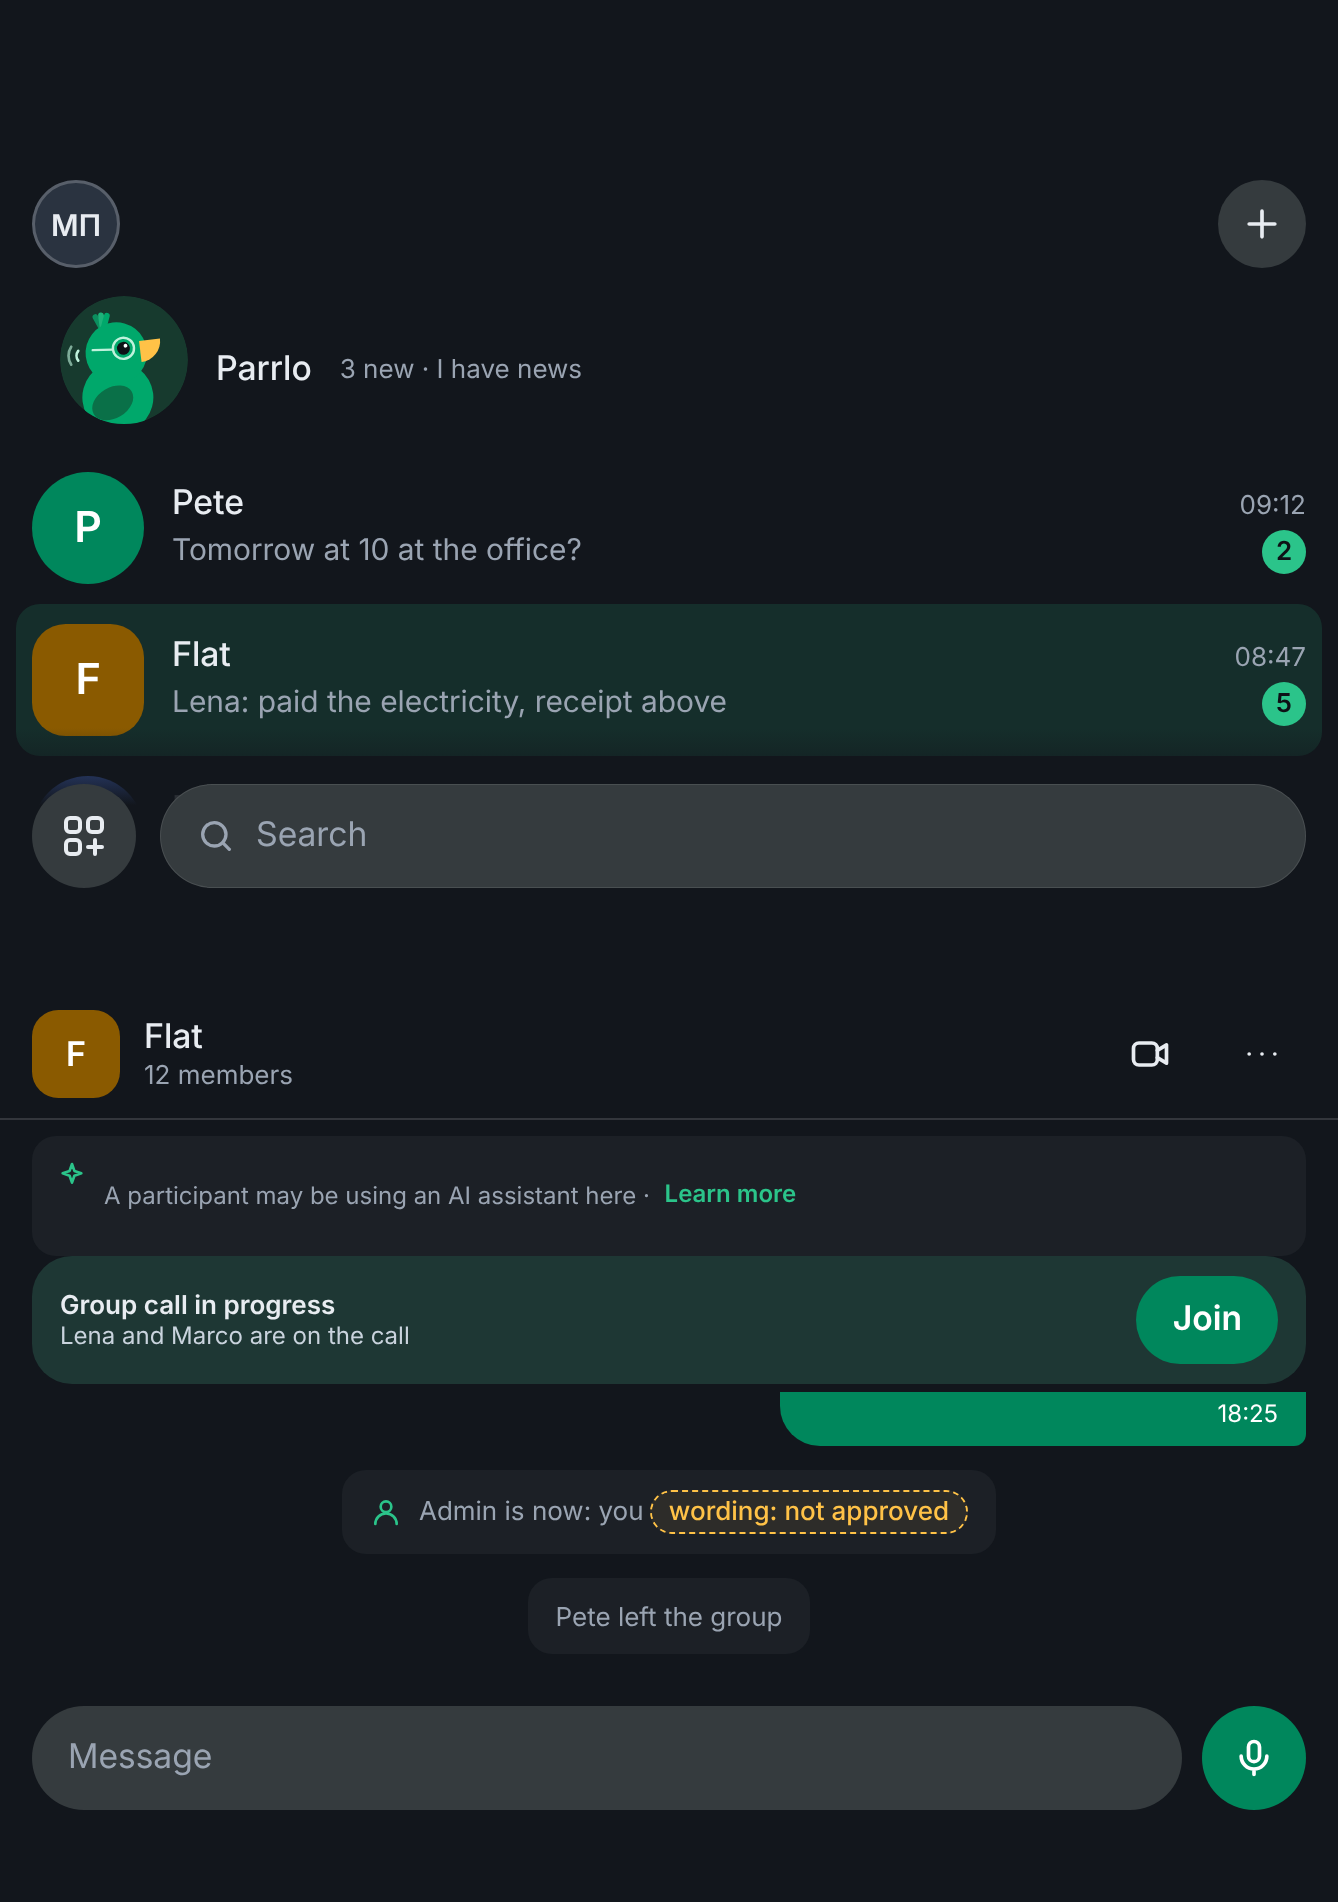 МП
Parrlo 3 new · I have news
P
Pete
09:12
Tomorrow at 10 at the office?
2
F
Flat
08:47
Lena: paid the electricity, receipt above
5
Search
F
Flat
12 members
A participant may be using an AI assistant here · Learn more
Group call in progress
Lena and Marco are on the call
Join
18:25
Admin is now: you wording: not approved
Pete left the group
Message